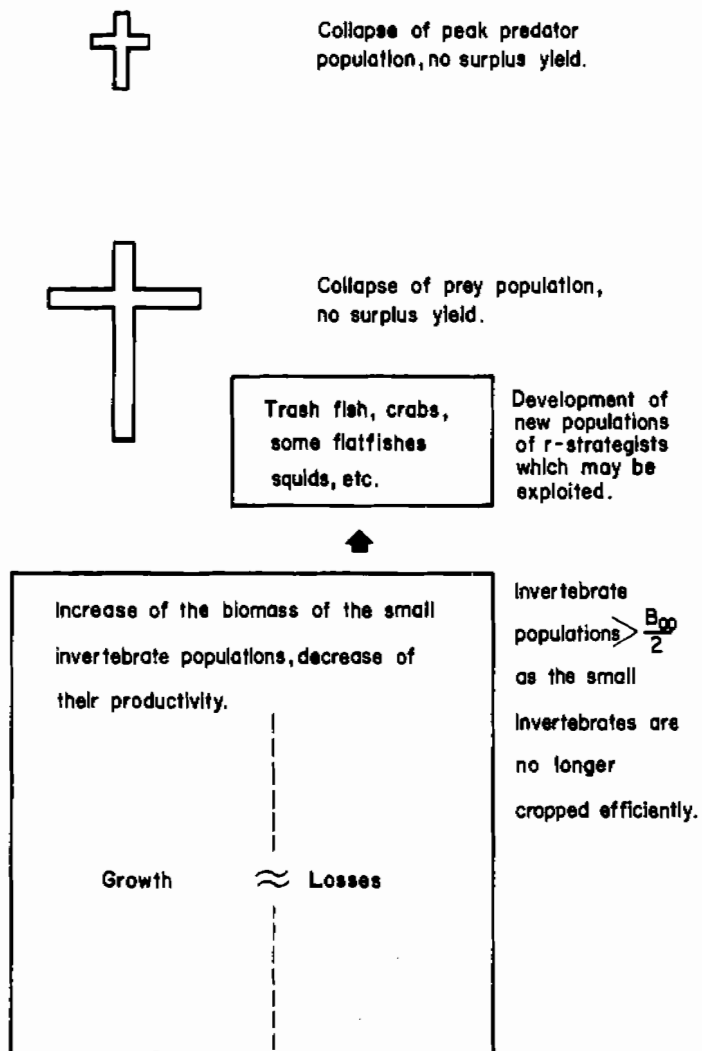 Collapse of peak predator
population, no surplus yield.
Collapse of prey population,
no surplus yield.
Trash fish, crabs,
some flatfishes
squids, etc.
Development of
new populations
of r-strategists
which may be
exploited.
Increase of the biomass of the small
invertebrate populations, decrease of
their productivity.
Growth ≈ Losses
Invertebrate
populations > B∞/2
as the small
invertebrates are
no longer
cropped efficiently.